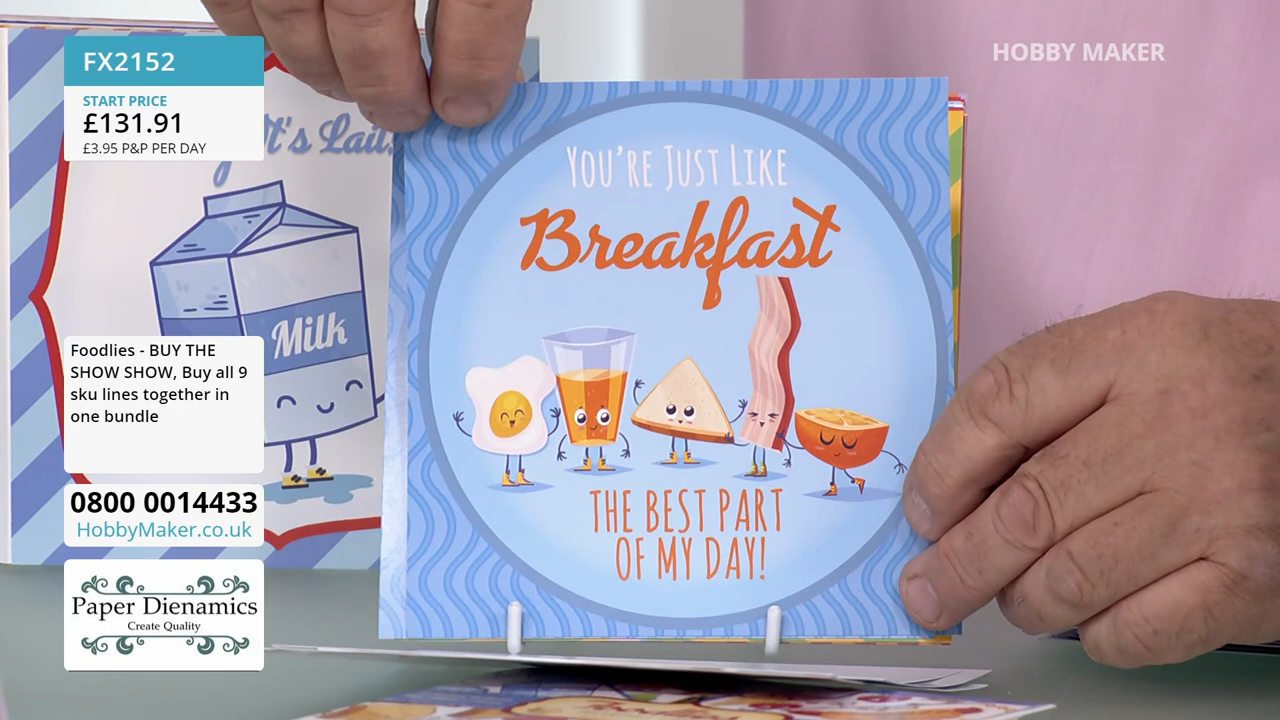 FX2152
START PRICE
£131.91
£3.95 P&P PER DAY
Foodlies - BUY THE
SHOW SHOW, Buy all 9
sku lines together in
one bundle
0800 0014433
HobbyMaker.co.uk
Paper Dienamics
Create Quality
HOBBY MAKER
It's Lait
Milk
YOU'RE JUST LIKE
Breakfast
THE BEST PART
OF MY DAY!